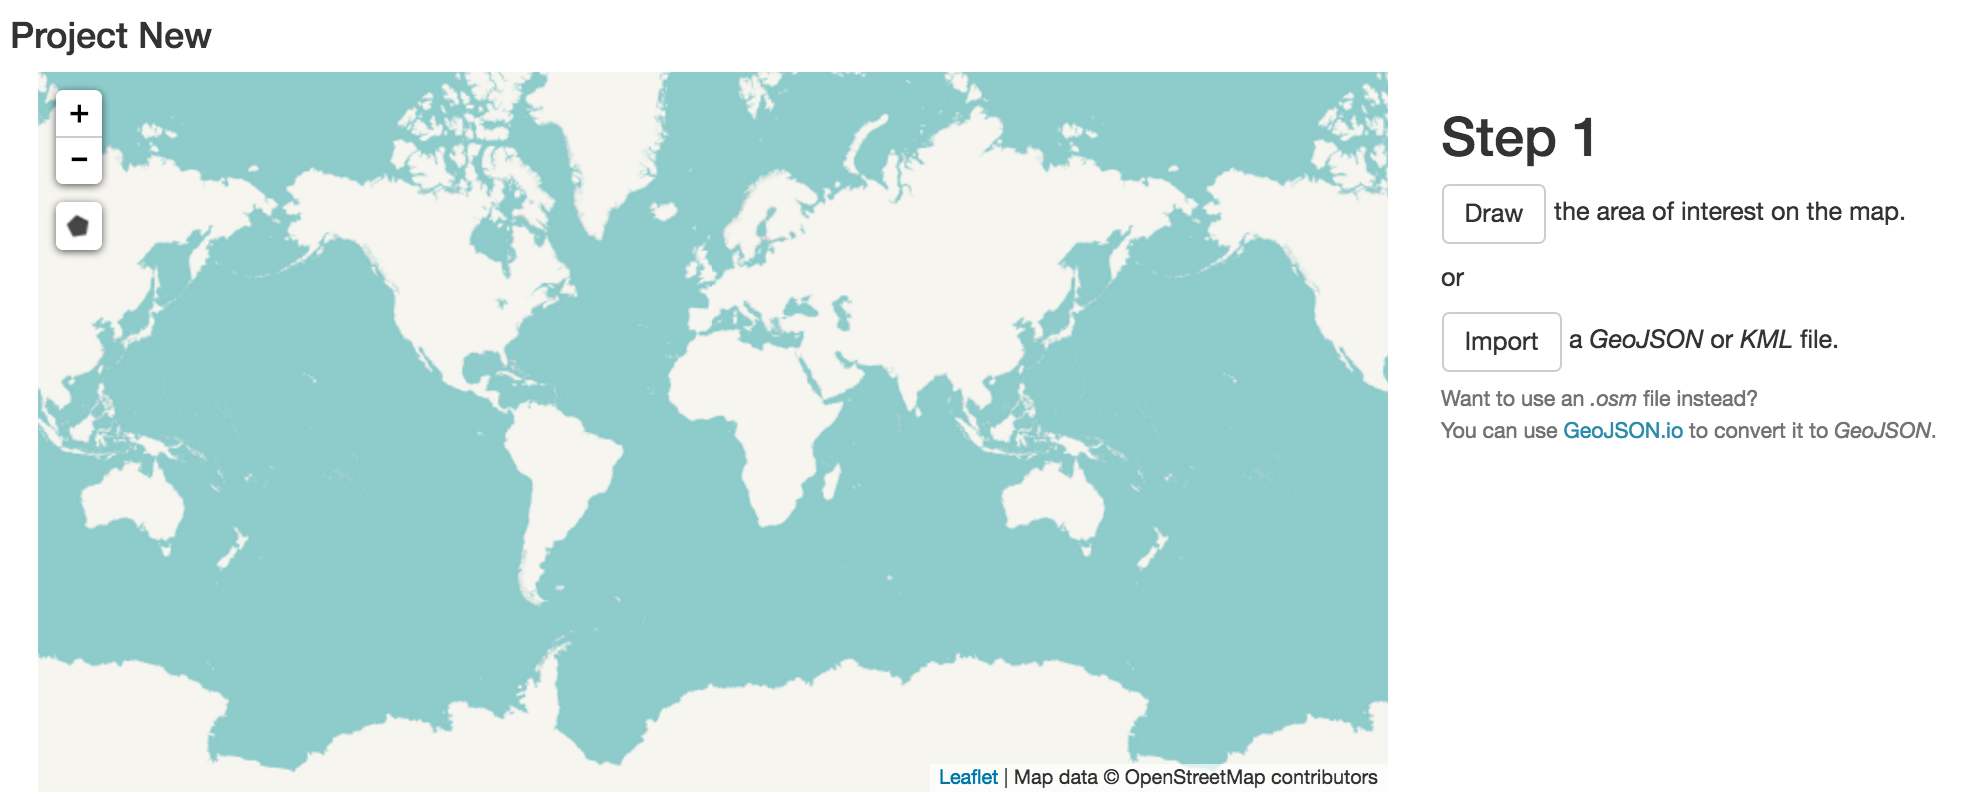 Project New
+
−
Step 1
Draw the area of interest on the map.
or
Import a GeoJSON or KML file.
Want to use an .osm file instead?
You can use GeoJSON.io to convert it to GeoJSON.
Leaflet | Map data © OpenStreetMap contributors